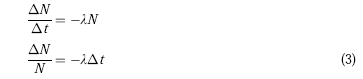 ΔN/Δt = −λN
ΔN/N = −λΔt (3)